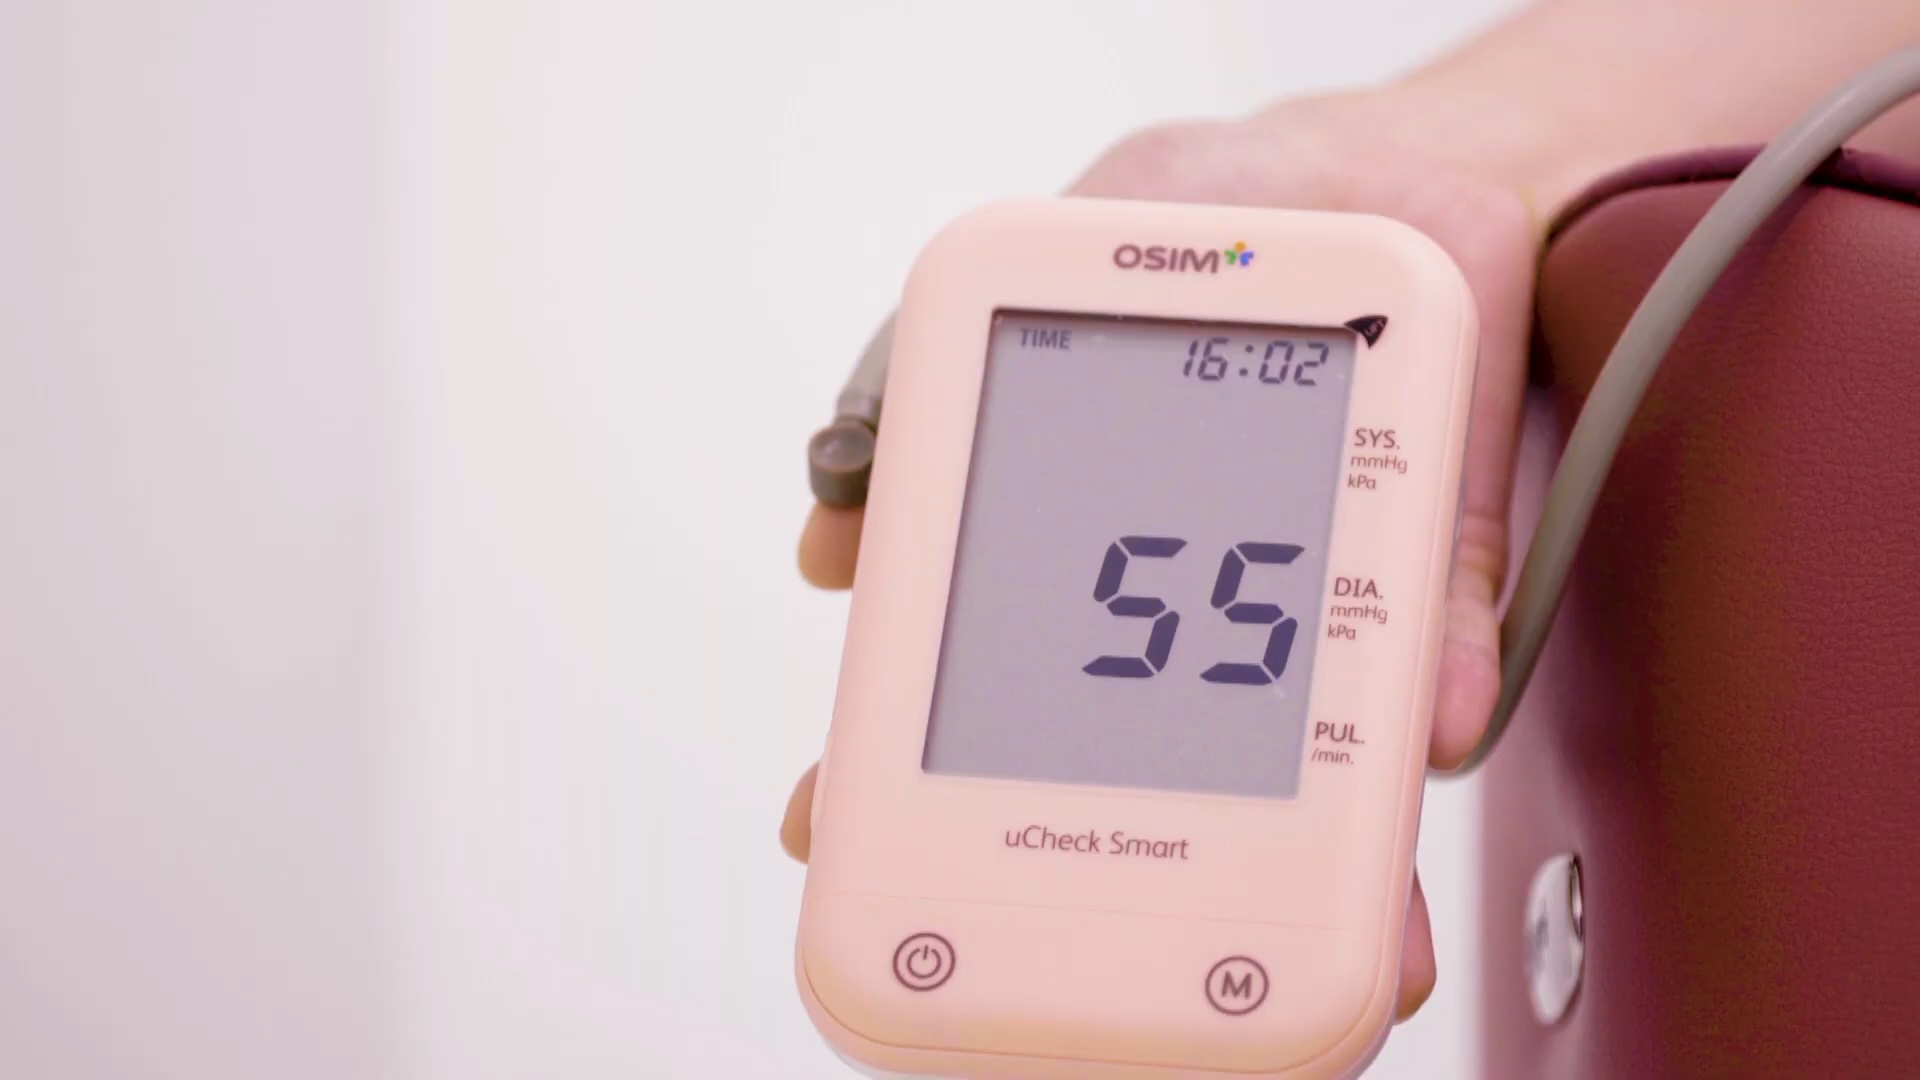 OSIM
TIME 16:02
SYS.
mmHg
kPa
55
DIA.
mmHg
kPa
PUL.
/min.
uCheck Smart
M